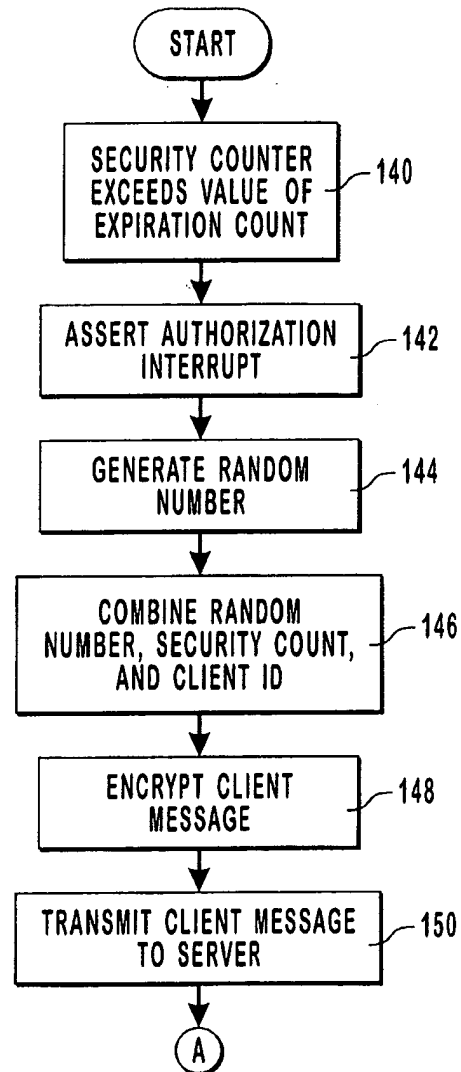 START
SECURITY COUNTER
EXCEEDS VALUE OF
EXPIRATION COUNT
140
ASSERT AUTHORIZATION
INTERRUPT
142
GENERATE RANDOM
NUMBER
144
COMBINE RANDOM
NUMBER, SECURITY COUNT,
AND CLIENT ID
146
ENCRYPT CLIENT
MESSAGE
148
TRANSMIT CLIENT MESSAGE
TO SERVER
150
A